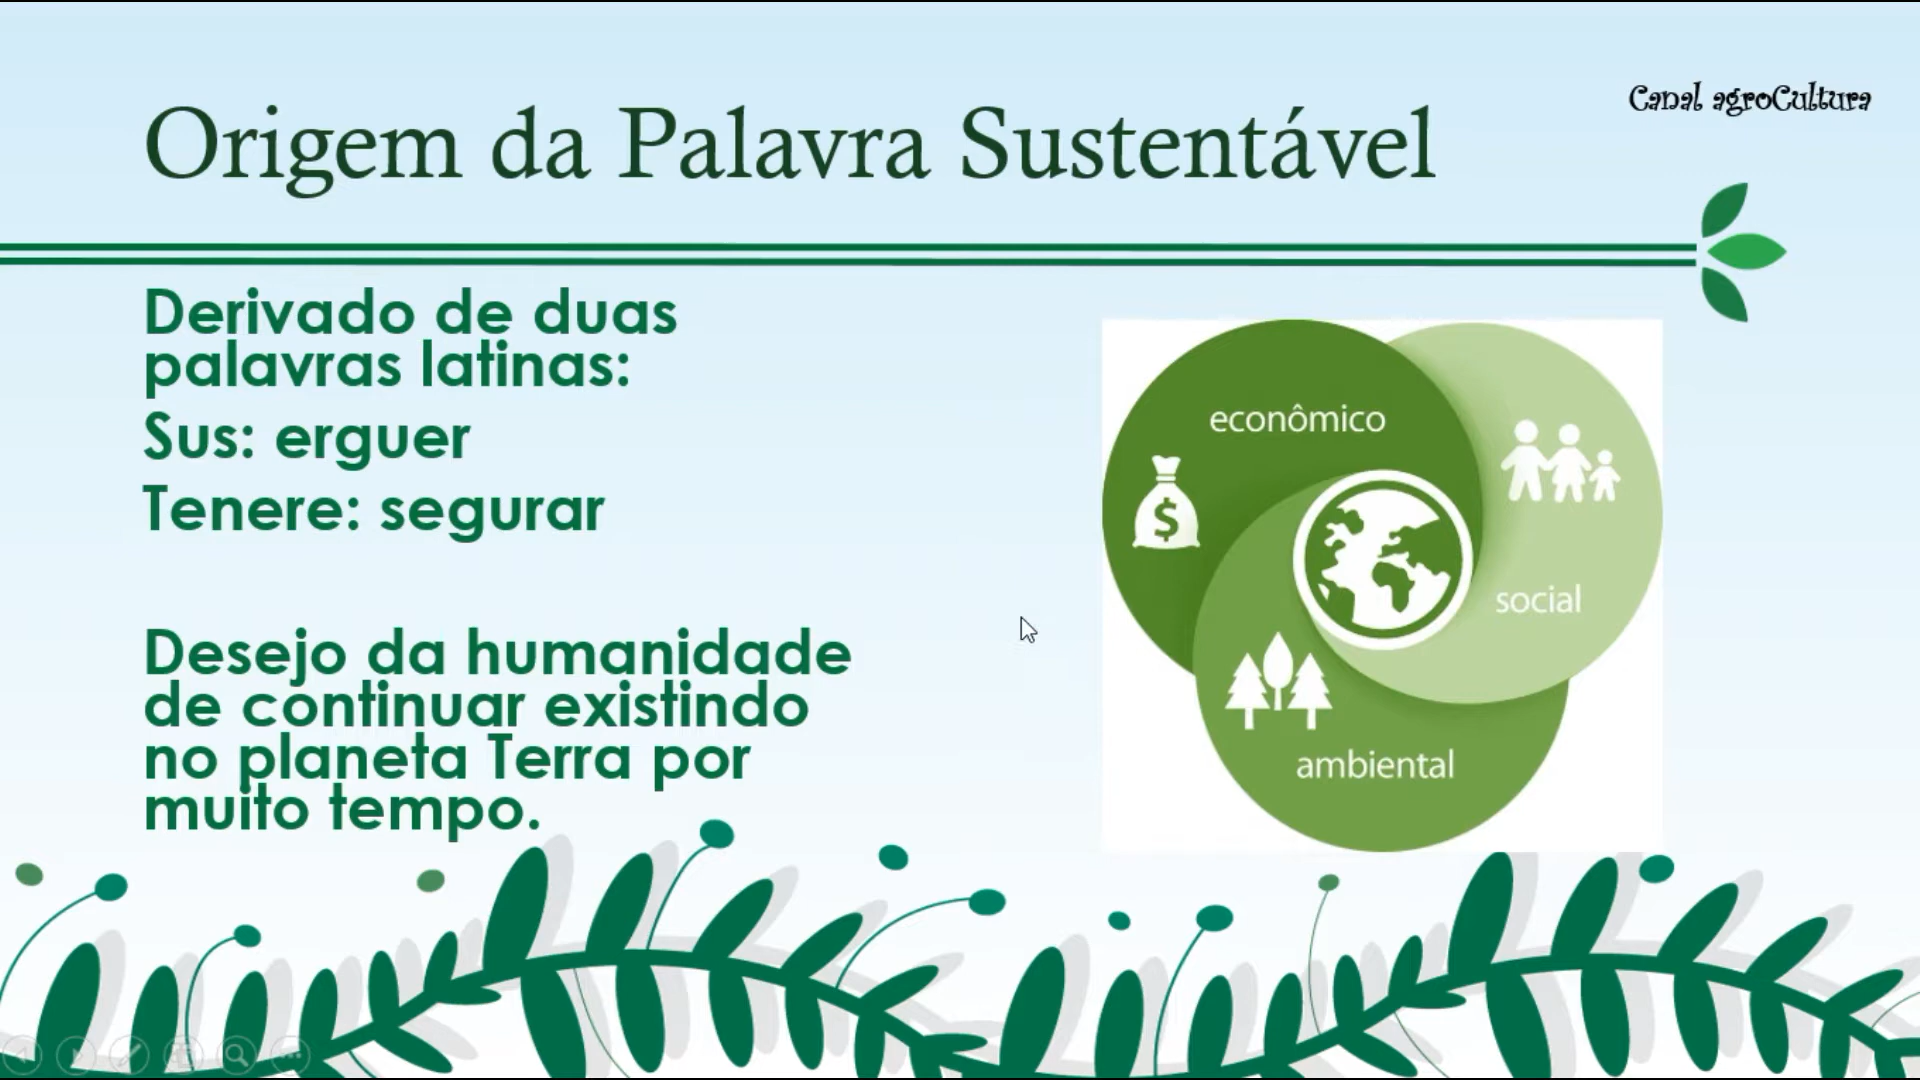 Canal agroCultura
Origem da Palavra Sustentável
Derivado de duas
palavras latinas:
Sus: erguer
Tenere: segurar
Desejo da humanidade
de continuar existindo
no planeta Terra por
muito tempo.
econômico
$
social
ambiental